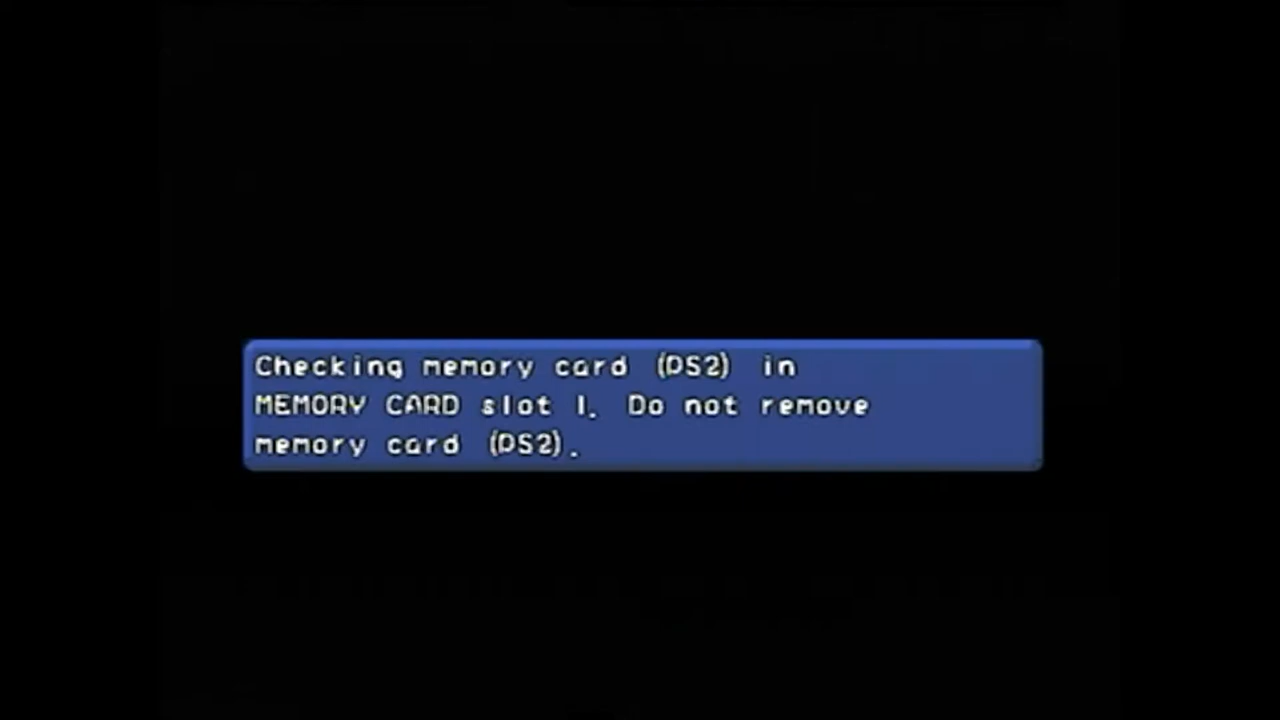 Checking memory card (PS2) in
MEMORY CARD slot 1. Do not remove
memory card (PS2).